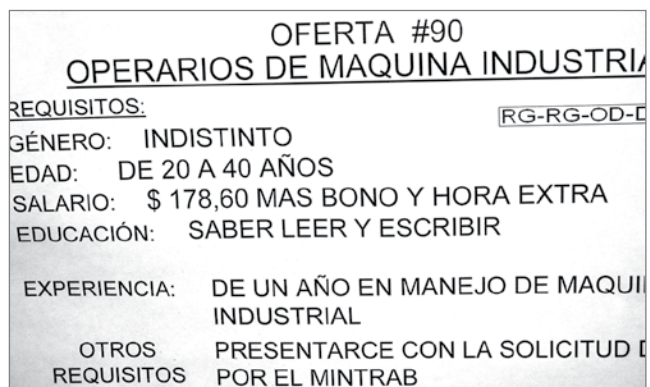 OFERTA #90
OPERARIOS DE MAQUINA INDUSTRIA
REQUISITOS:
RG-RG-OD-D
GÉNERO: INDISTINTO
EDAD: DE 20 A 40 AÑOS
SALARIO: $ 178,60 MAS BONO Y HORA EXTRA
EDUCACIÓN: SABER LEER Y ESCRIBIR
EXPERIENCIA: DE UN AÑO EN MANEJO DE MAQUI
INDUSTRIAL
OTROS PRESENTARCE CON LA SOLICITUD
REQUISITOS POR EL MINTRAB